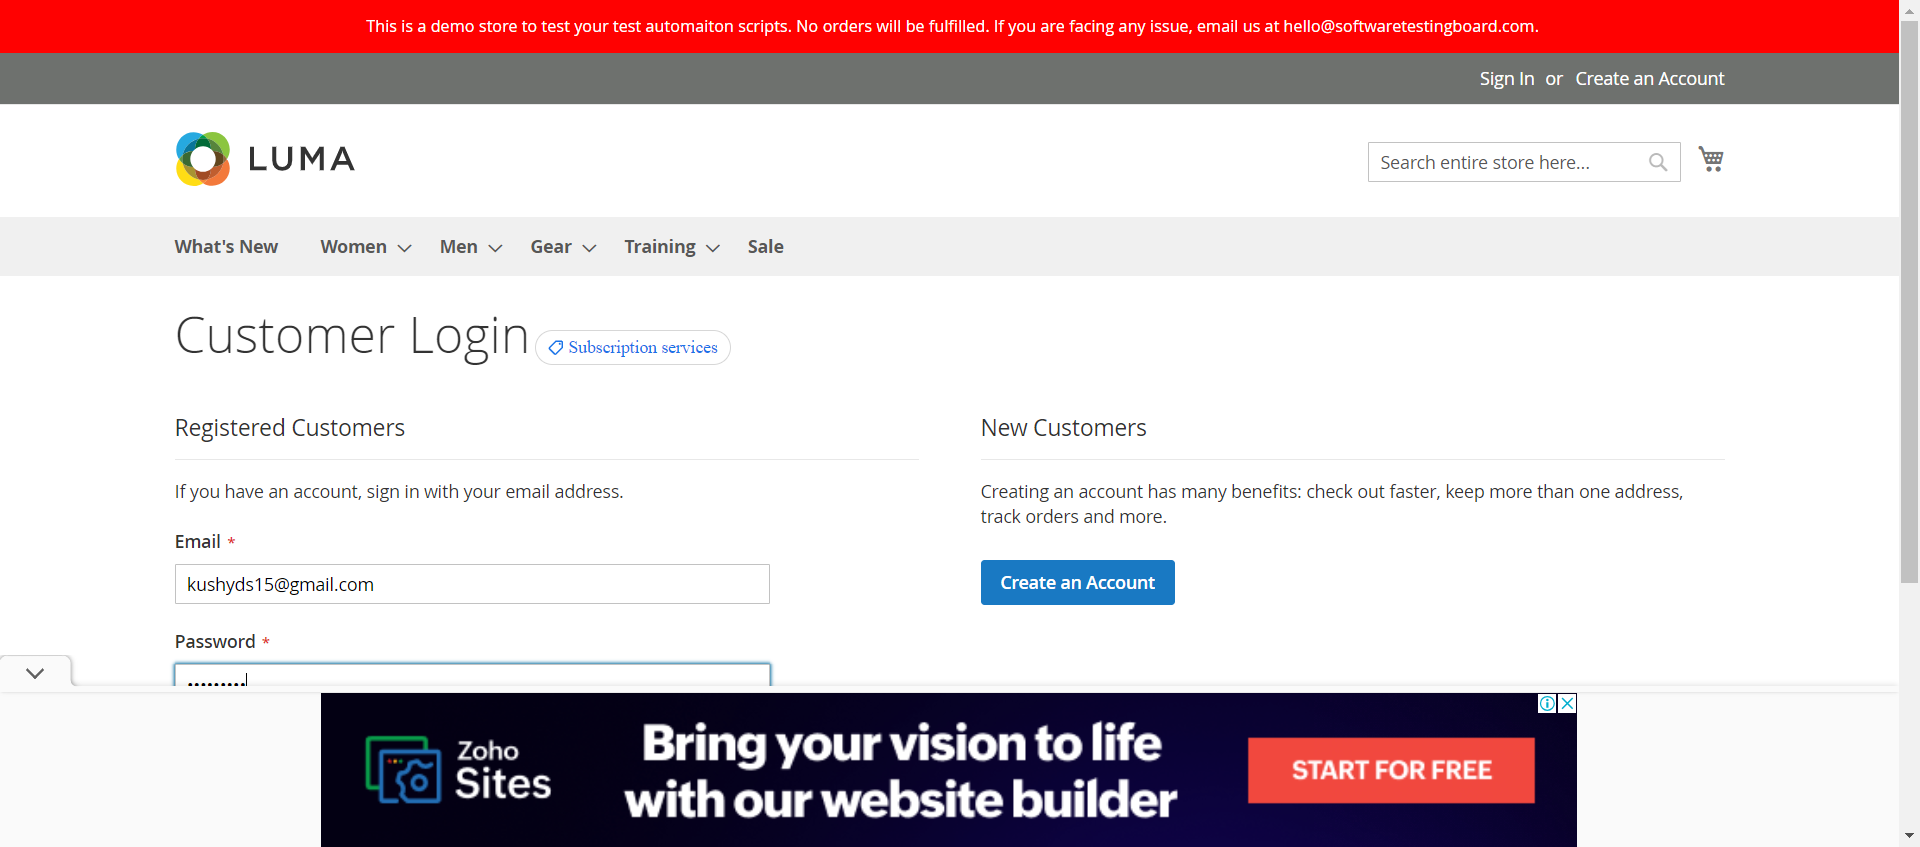 This is a demo store to test your test automaiton scripts. No orders will be fulfilled. If you are facing any issue, email us at hello@softwaretestingboard.com.
Sign In or Create an Account
LUMA
Search entire store here...
What's New Women Men Gear Training Sale
Customer Login
Subscription services
Registered Customers
If you have an account, sign in with your email address.
Email *
kushyds15@gmail.com
Password *
New Customers
Creating an account has many benefits: check out faster, keep more than one address,
track orders and more.
Create an Account
Zoho
Sites
Bring your vision to life
with our website builder
START FOR FREE